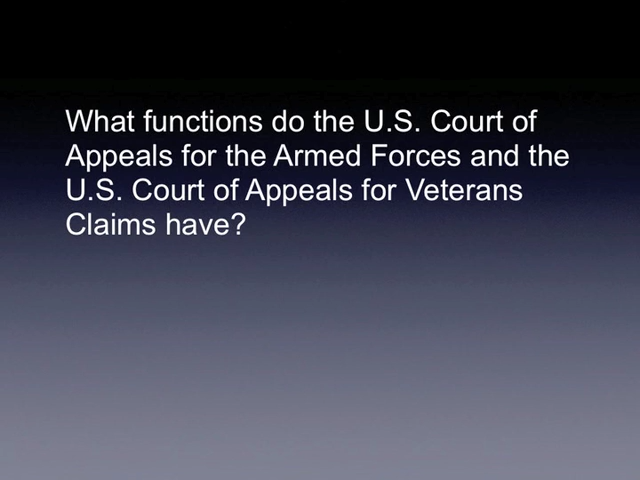 What functions do the U.S. Court of
Appeals for the Armed Forces and the
U.S. Court of Appeals for Veterans
Claims have?